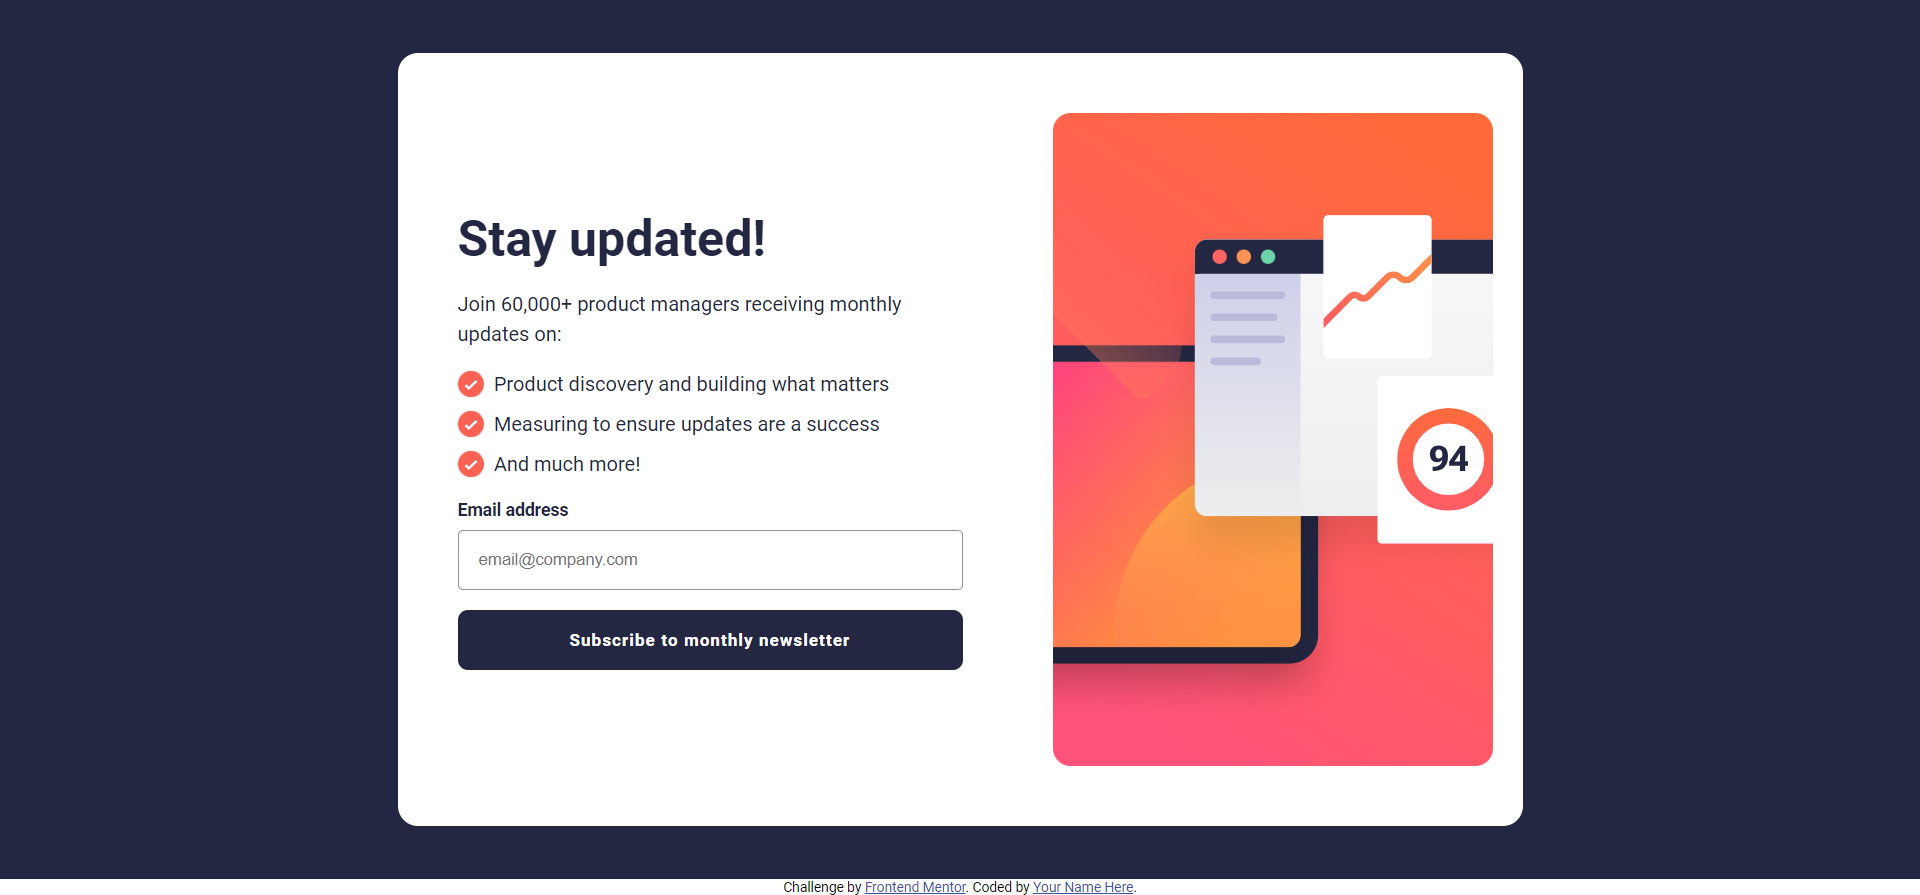 Stay updated!
Join 60,000+ product managers receiving monthly
updates on:
Product discovery and building what matters
Measuring to ensure updates are a success
And much more!
Email address
email@company.com
Subscribe to monthly newsletter
94
Challenge by Frontend Mentor. Coded by Your Name Here.